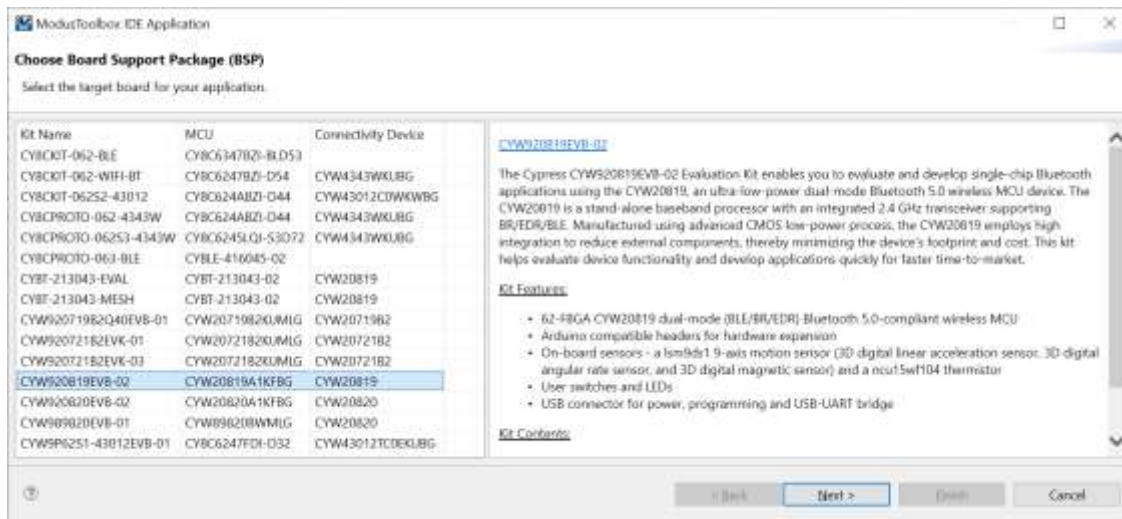 ModusToolbox IDE Application
Choose Board Support Package (BSP)
Select the target board for your application.
Kit Name MCU Connectivity Device
CY8CKIT-062-BLE CY8C6347BZI-BLD53
CY8CKIT-062-WIFI-BT CY8C6247BZI-D54 CYW4343WKUBG
CY8CKIT-062S2-43012 CY8C624ABZI-D44 CYW43012C0WKWBG
CY8CPROTO-062-4343W CY8C624ABZI-D44 CYW4343WKUBG
CY8CPROTO-062S3-4343W CY8C6245LQI-S3D72 CYW4343WKUBG
CY8CPROTO-063-BLE CYBLE-416045-02
CYBT-213043-EVAL CYBT-213043-02 CYW20819
CYBT-213043-MESH CYBT-213043-02 CYW20819
CYW920719B2Q40EVB-01 CYW20719B2KUMLG CYW20719B2
CYW920721B2EVK-01 CYW20721B2KUMLG CYW20721B2
CYW920721B2EVK-03 CYW20721B2KUMLG CYW20721B2
CYW920819EVB-02 CYW20819A1KFBG CYW20819
CYW920820EVB-02 CYW20820A1KFBG CYW20820
CYW989820EVB-01 CYW89820BWMLG CYW20820
CYW9P62S1-43012EVB-01 CY8C6247FDI-D32 CYW43012TC0EKUBG
CYW920819EVB-02
The Cypress CYW920819EVB-02 Evaluation Kit enables you to evaluate and develop single-chip Bluetooth
applications using the CYW20819, an ultra-low-power dual-mode Bluetooth 5.0 wireless MCU device. The
CYW20819 is a stand-alone baseband processor with an integrated 2.4 GHz transceiver supporting
BR/EDR/BLE. Manufactured using advanced CMOS low-power process, the CYW20819 employs high
integration to reduce external components, thereby minimizing the device's footprint and cost. This kit
helps evaluate device functionality and develop applications quickly for faster time-to-market.
Kit Features:
• 62-FBGA CYW20819 dual-mode (BLE/BR/EDR) Bluetooth 5.0-compliant wireless MCU
• Arduino compatible headers for hardware expansion
• On-board sensors - a lsm9ds1 9-axis motion sensor (3D digital linear acceleration sensor, 3D digital
angular rate sensor, and 3D digital magnetic sensor) and a ncu15wf104 thermistor
• User switches and LEDs
• USB connector for power, programming and USB-UART bridge
Kit Contents:
< Back Next > Finish Cancel